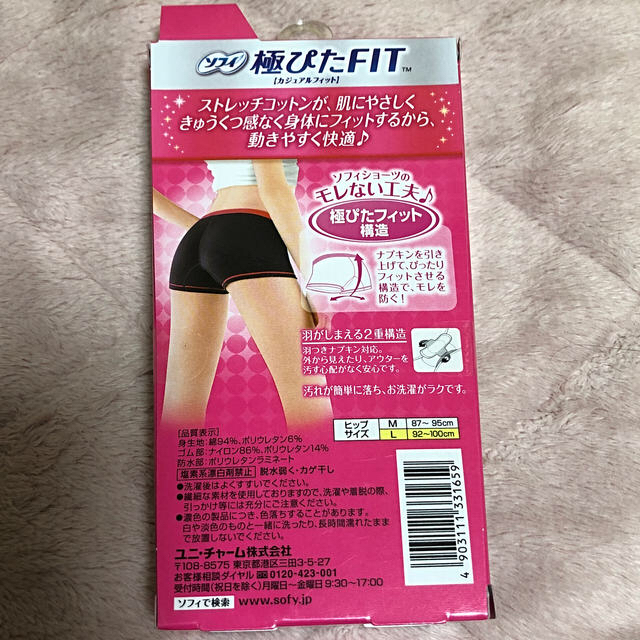 ソフィ 極ぴたFIT™
【カジュアルフィット】
ストレッチコットンが、肌にやさしく
きゅうくつ感なく身体にフィットするから、
動きやすく快適♪
ソフィショーツの
モレない工夫♪
極ぴたフィット
構造
ナプキンを引き
上げて、ぴったり
フィットさせる
構造で、モレを
防ぐ！
羽がしまえる2重構造
羽つきナプキン対応。
外から見えたり、アウターを
汚す心配がなく安心です。
汚れが簡単に落ち、お洗濯がラクです。
ヒップ サイズ M 87〜95cm
L 92〜100cm
【品質表示】
身生地：綿94%、ポリウレタン6%
ゴム部：ナイロン86%、ポリウレタン14%
防水部：ポリウレタンラミネート
塩素系漂白剤禁止 脱水弱く・カゲ干し
●洗濯後はよくすすいでください。
●繊細な素材を使用しておりますので、洗濯や着脱の際、
引っかけ等には充分にご注意ください。
●濃色の製品につき、色落ちすることがあります。
白や淡色のものと一緒に洗ったり、長時間濡れたまま
で放置しないでください。
ユニ・チャーム株式会社
〒108-8575 東京都港区三田3-5-27
お客様相談ダイヤル 0120-423-001
受付時間(祝日を除く)月曜日〜金曜日 9:30〜17:00
ソフィで検索 www.sofy.jp
4 903111 331659